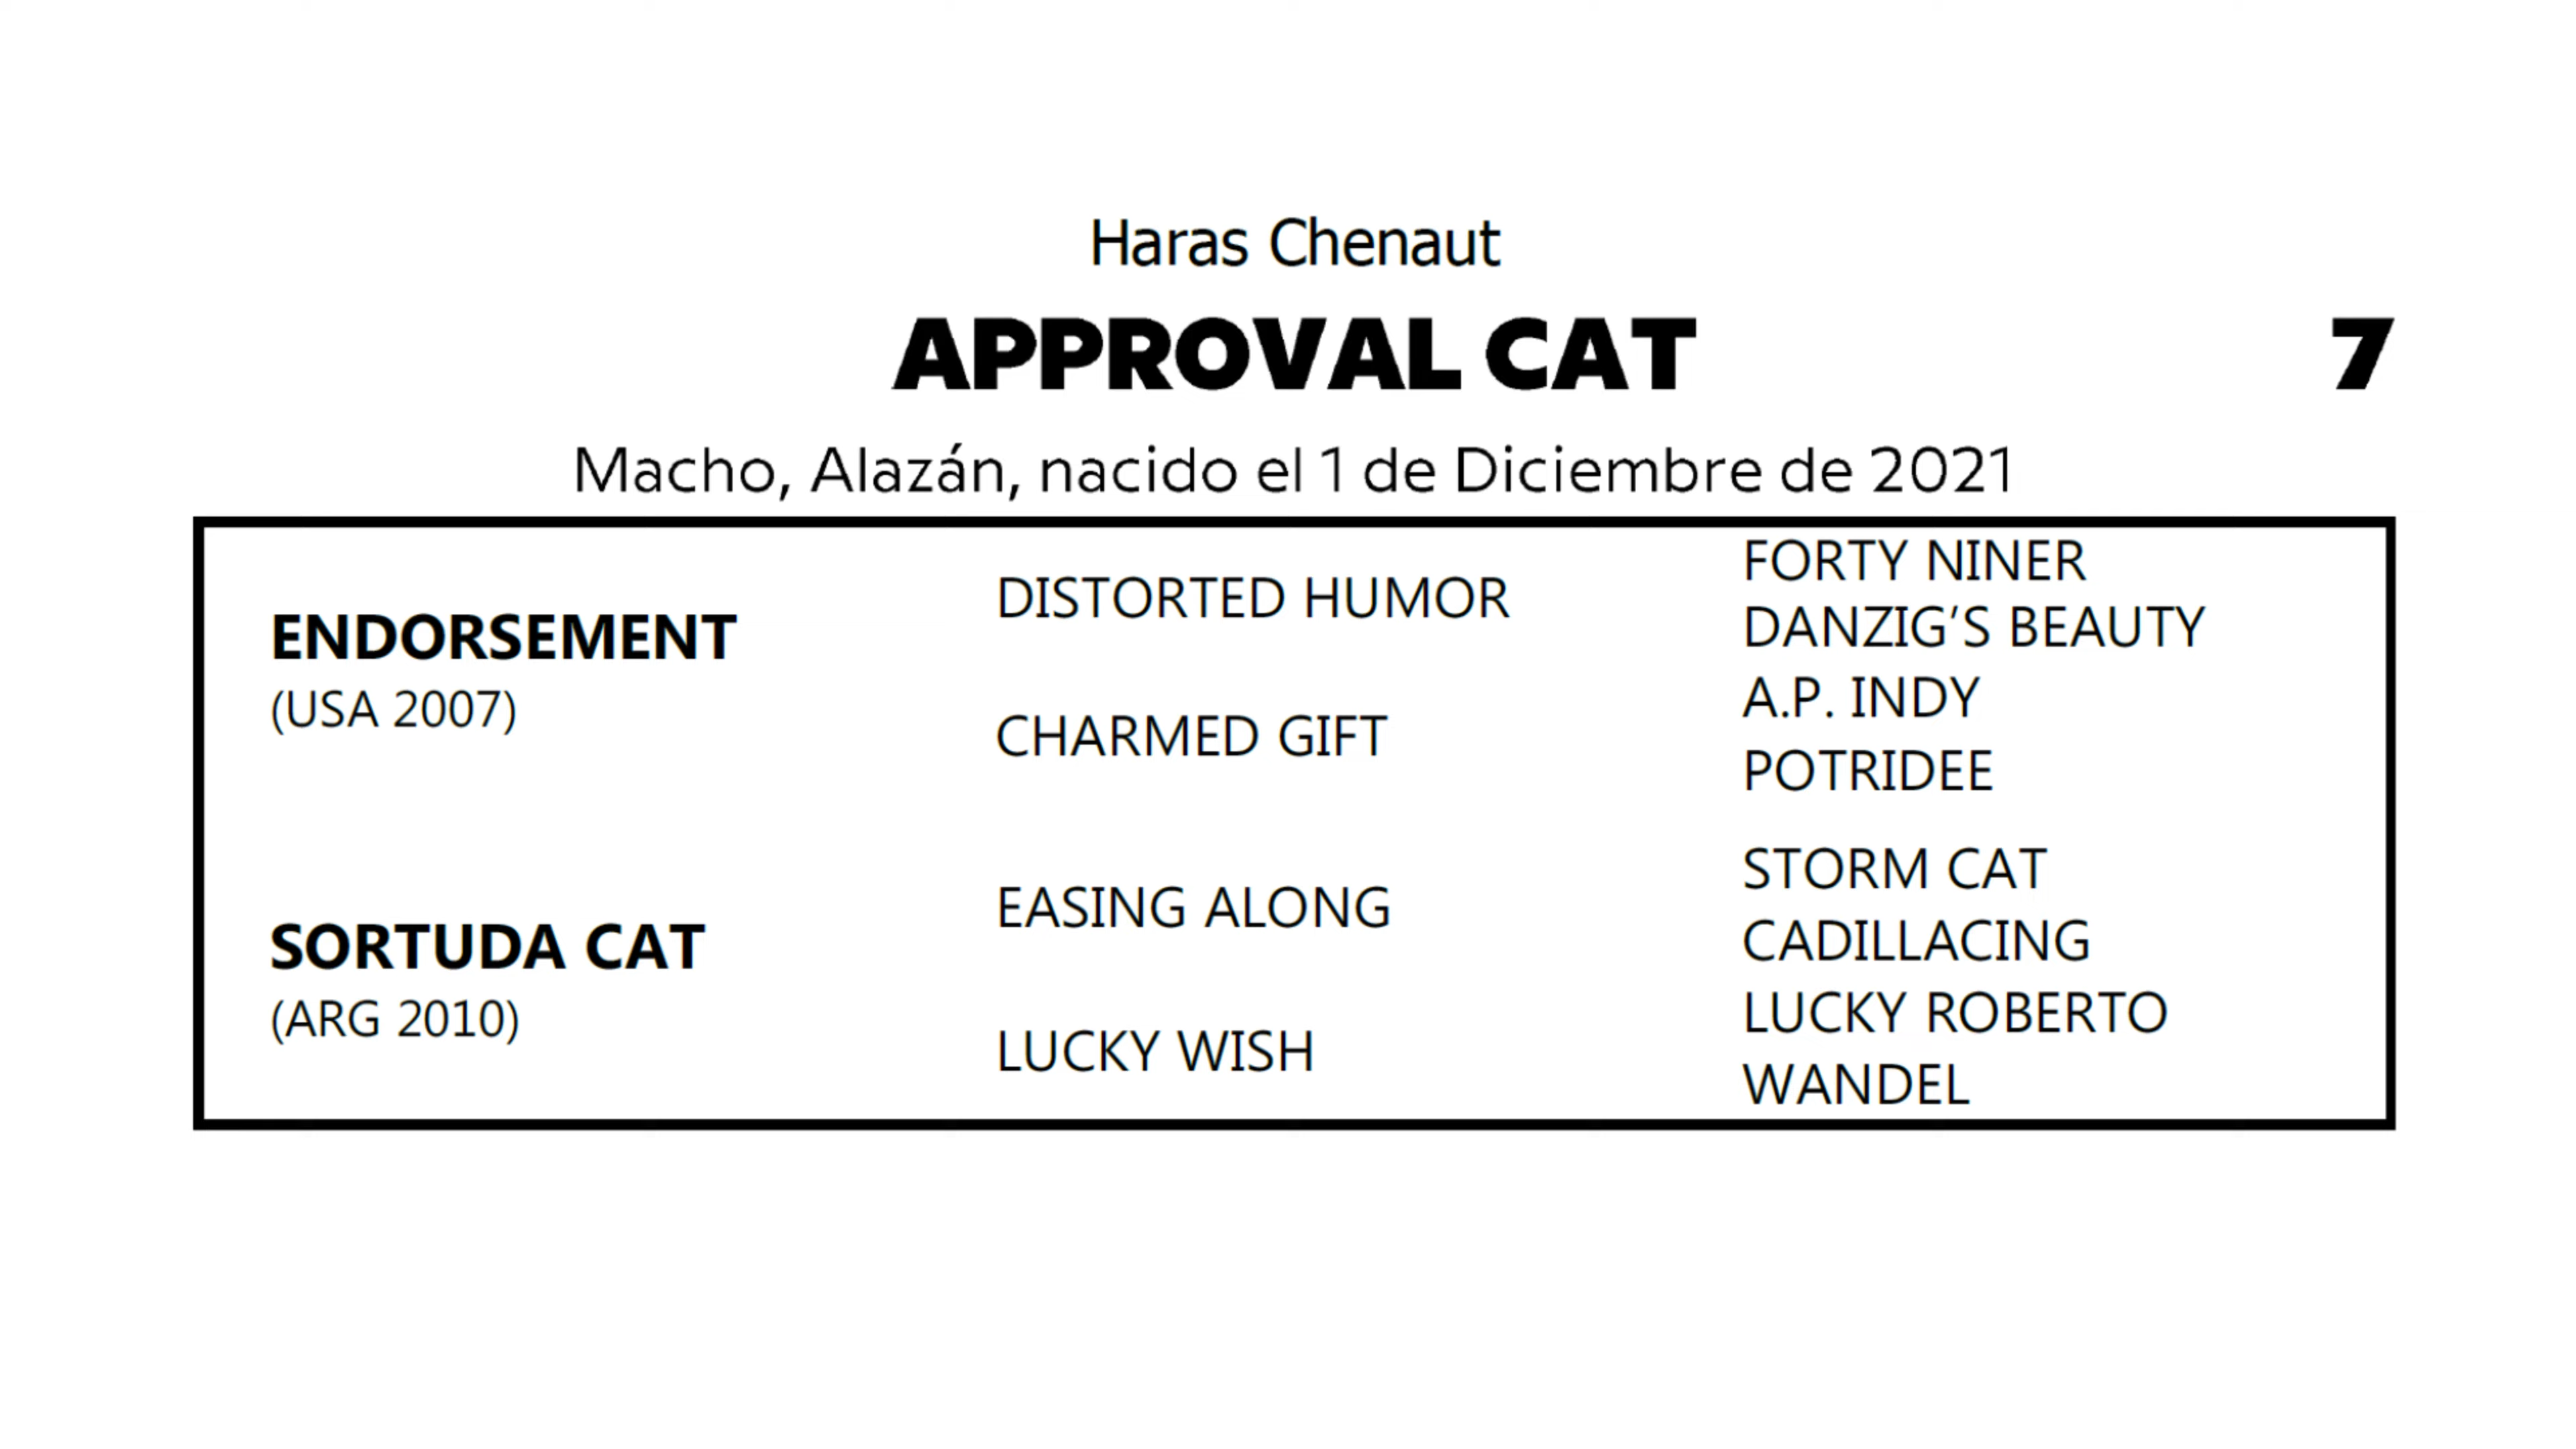 Haras Chenaut
APPROVAL CAT
7
Macho, Alazán, nacido el 1 de Diciembre de 2021
ENDORSEMENT
(USA 2007)
DISTORTED HUMOR
CHARMED GIFT
FORTY NINER
DANZIG’S BEAUTY
A.P. INDY
POTRIDEE
SORTUDA CAT
(ARG 2010)
EASING ALONG
LUCKY WISH
STORM CAT
CADILLACING
LUCKY ROBERTO
WANDEL